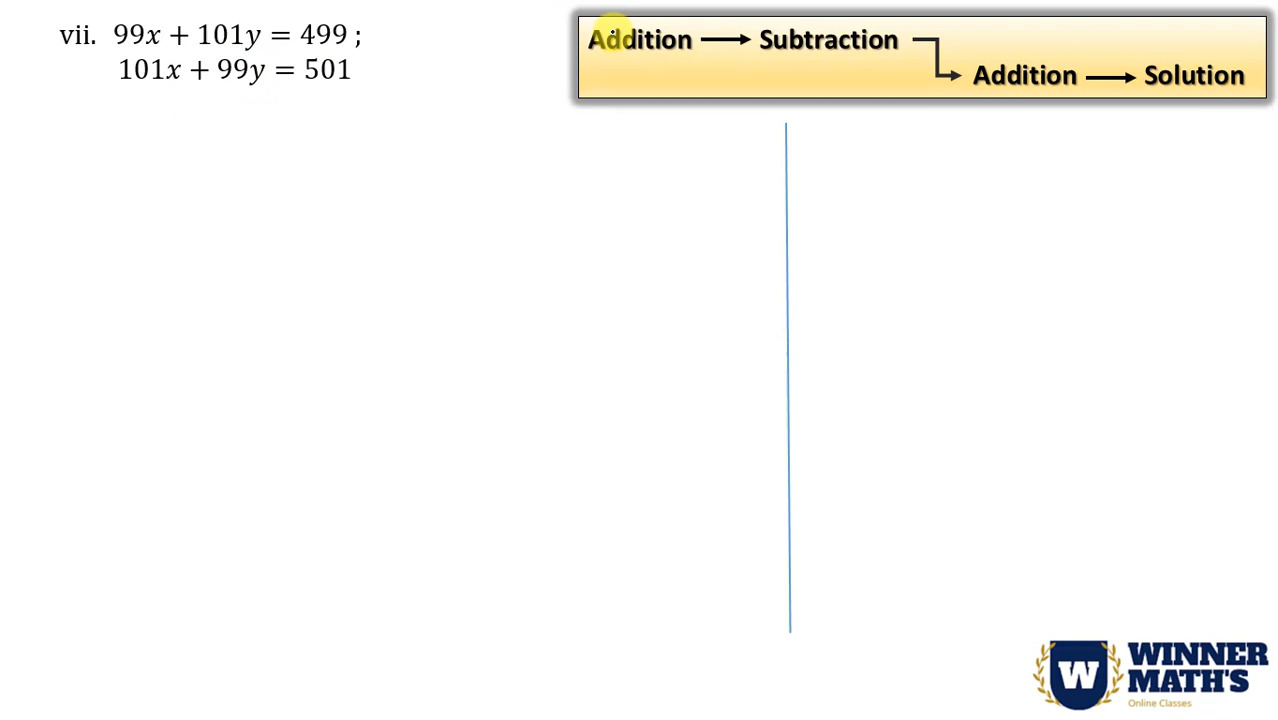 vii. 99x + 101y = 499 ;
101x + 99y = 501
Addition → Subtraction
Addition → Solution
WINNER
MATH'S
Online Classes
W